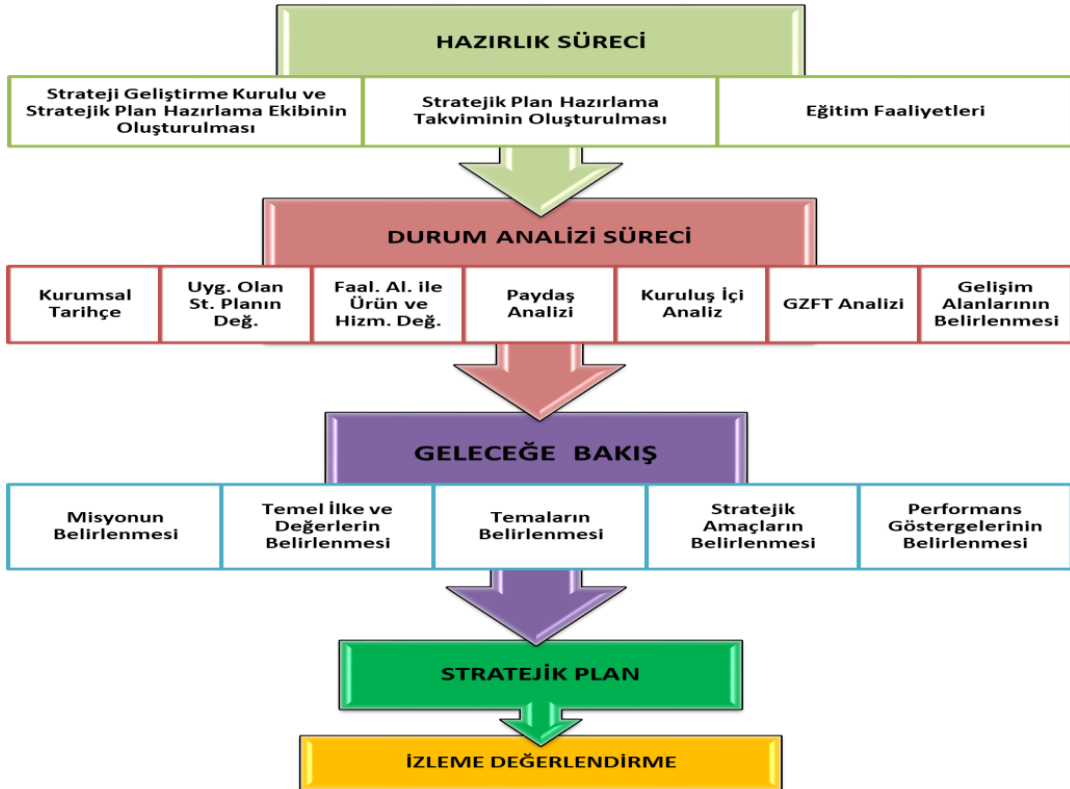 HAZIRLIK SÜRECİ
Strateji Geliştirme Kurulu ve
Stratejik Plan Hazırlama Ekibinin
Oluşturulması
Stratejik Plan Hazırlama
Takviminin Oluşturulması
Eğitim Faaliyetleri
DURUM ANALİZİ SÜRECİ
Kurumsal
Tarihçe
Uyg. Olan
St. Planın
Değ.
Faal. Al. ile
Ürün ve
Hizm. Değ.
Paydaş
Analizi
Kuruluş İçi
Analiz
GZFT Analizi
Gelişim
Alanlarının
Belirlenmesi
GELECEĞE BAKIŞ
Misyonun
Belirlenmesi
Temel İlke ve
Değerlerin
Belirlenmesi
Temaların
Belirlenmesi
Stratejik
Amaçların
Belirlenmesi
Performans
Göstergelerinin
Belirlenmesi
STRATEJİK PLAN
İZLEME DEĞERLENDİRME